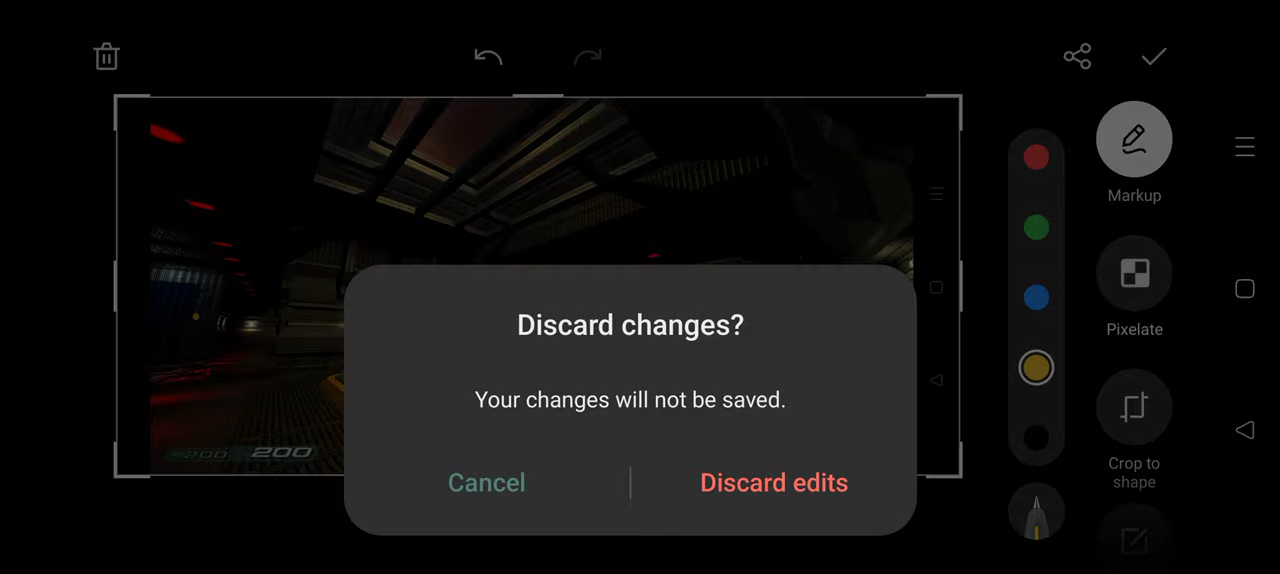 Markup
Pixelate
Crop to
shape
200 200
Discard changes?
Your changes will not be saved.
Cancel
Discard edits